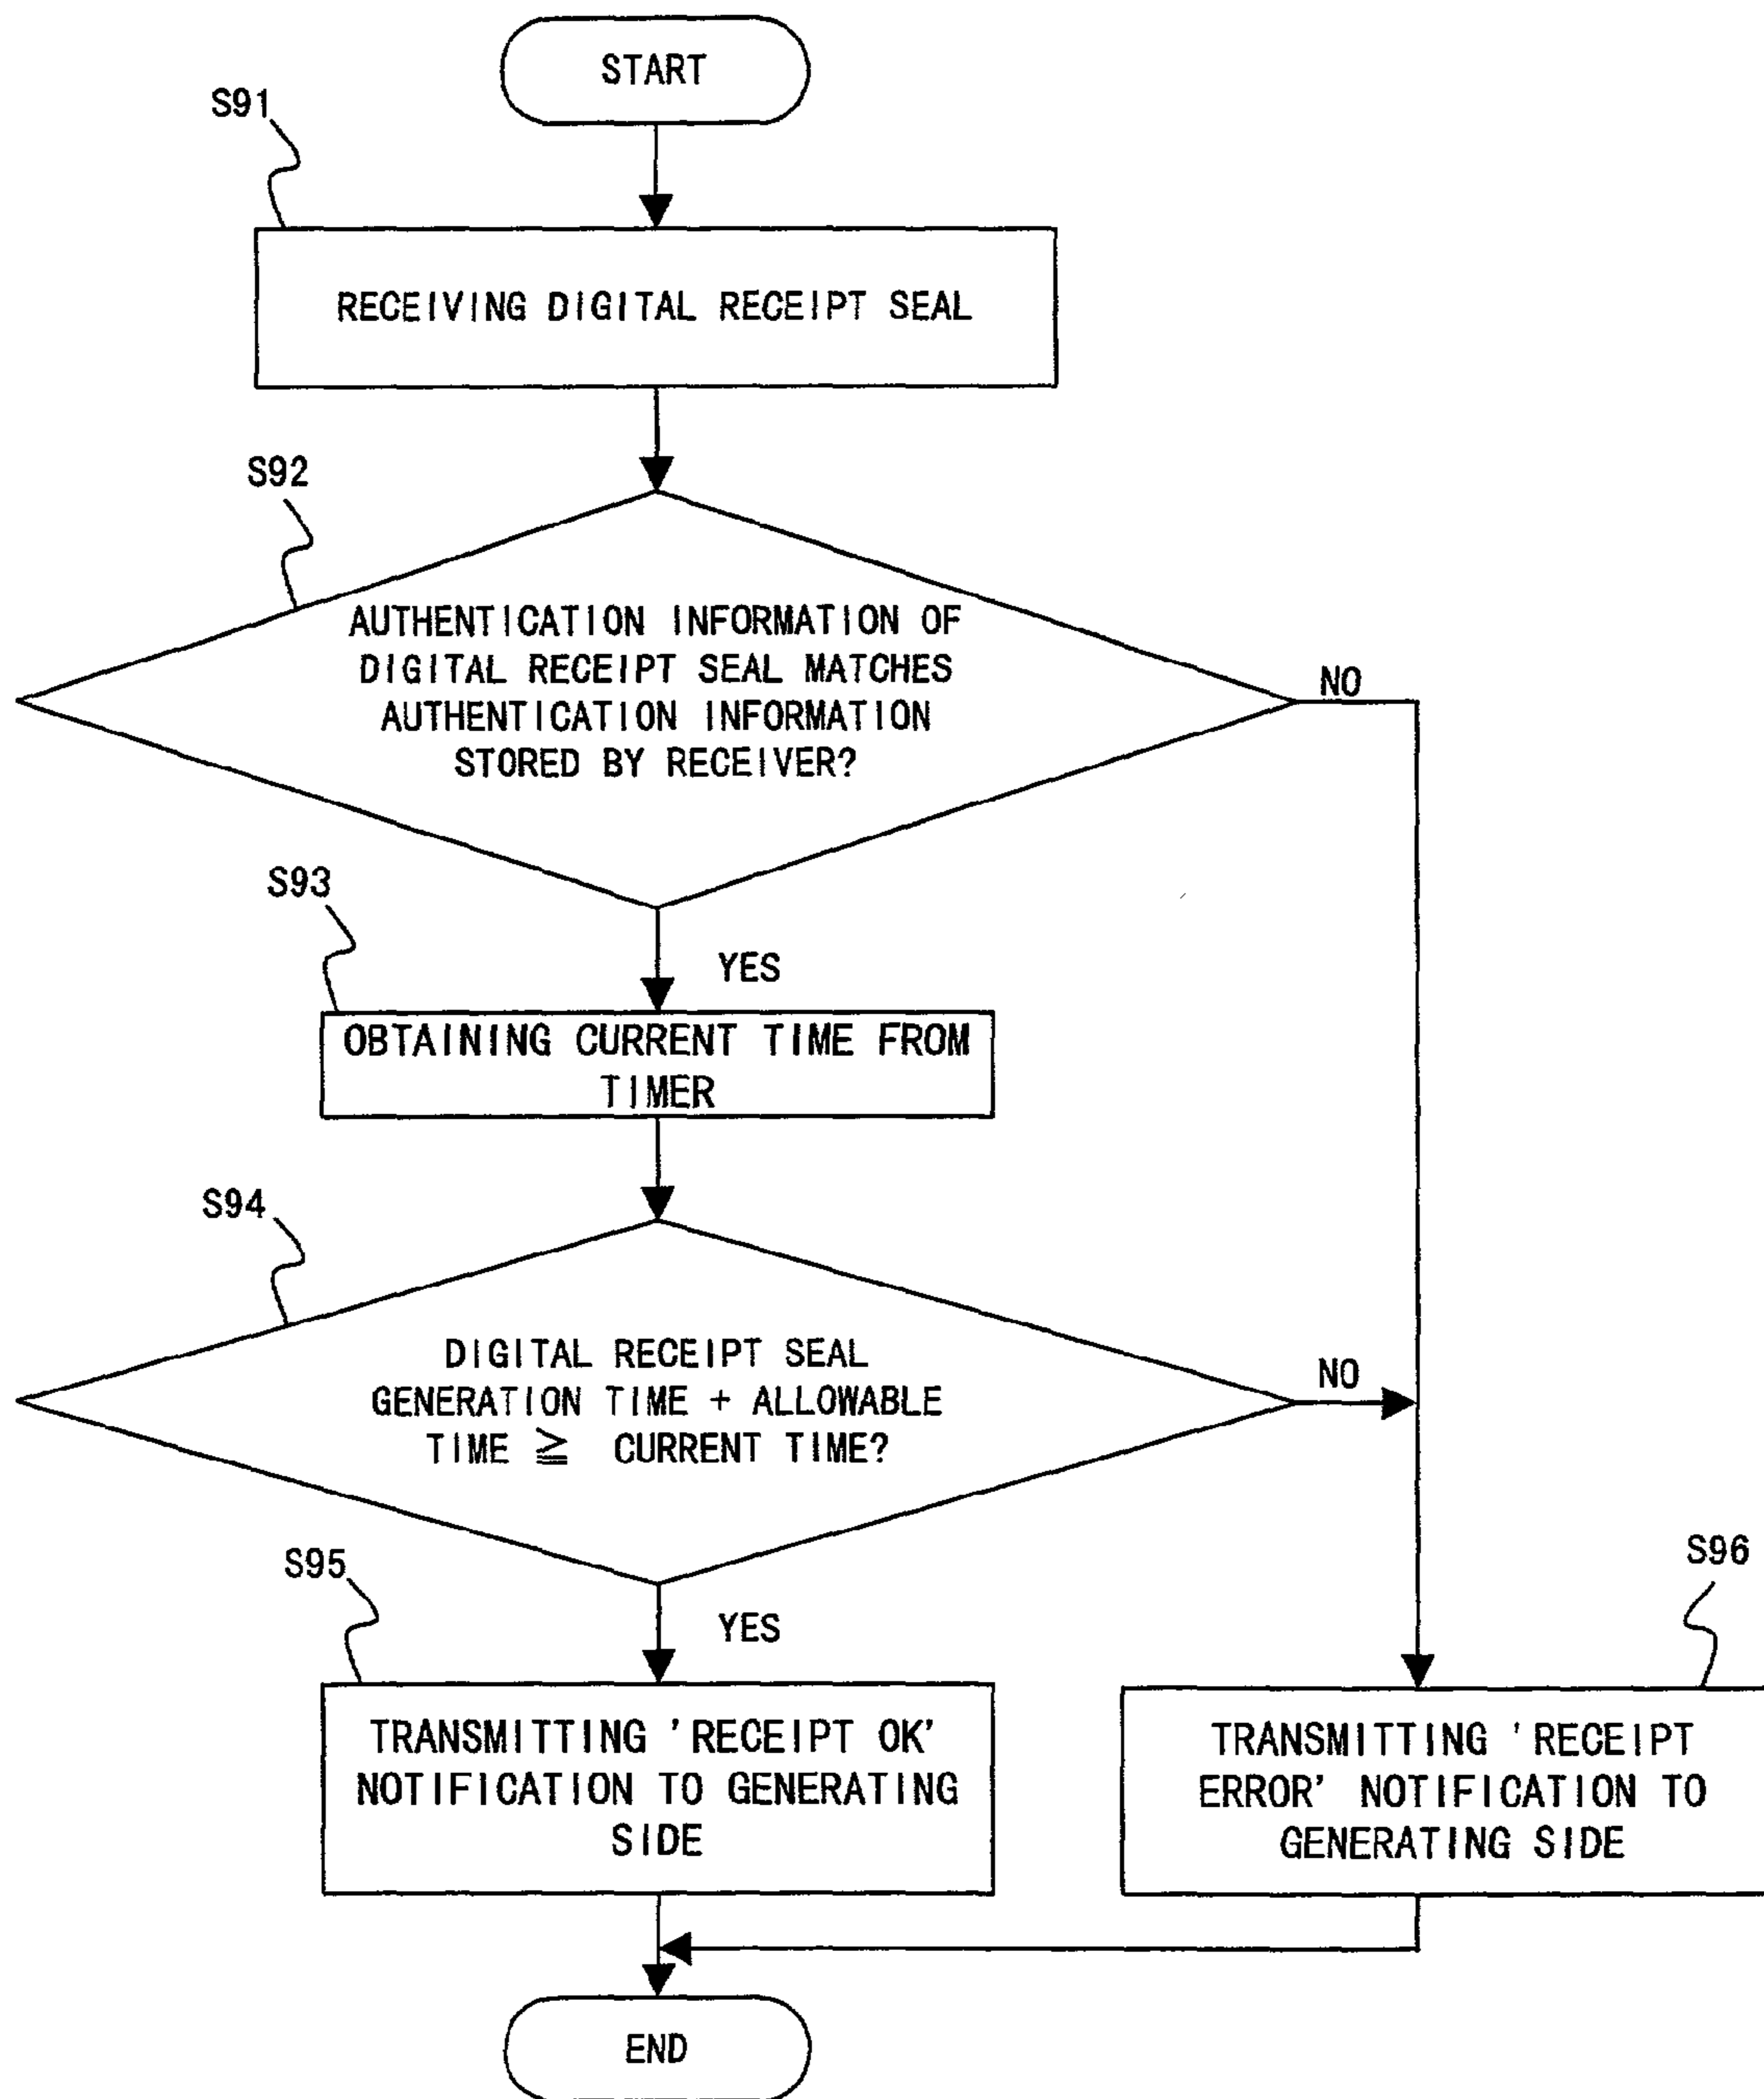 START
S91
RECEIVING DIGITAL RECEIPT SEAL
S92
AUTHENTICATION INFORMATION OF
DIGITAL RECEIPT SEAL MATCHES
AUTHENTICATION INFORMATION
STORED BY RECEIVER?
NO
S93
YES
OBTAINING CURRENT TIME FROM
TIMER
S94
DIGITAL RECEIPT SEAL
GENERATION TIME + ALLOWABLE
TIME ≧ CURRENT TIME?
NO
S95
YES
S96
TRANSMITTING 'RECEIPT OK'
NOTIFICATION TO GENERATING
SIDE
TRANSMITTING 'RECEIPT
ERROR' NOTIFICATION TO
GENERATING SIDE
END